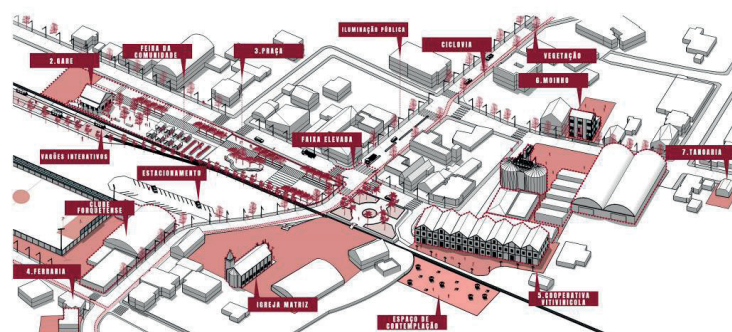 ILUMINAÇÃO PÚBLICA
FEIRA DA
COMUNIDADE
3.PRAÇA
CICLOVIA
VEGETAÇÃO
2.GARE
6.MOINHO
FAIXA ELEVADA
7.TANOARIA
VAGÕES INTERATIVOS
ESTACIONAMENTO
CLUBE
FORQUETENSE
4.FERRARIA
IGREJA MATRIZ
5.COOPERATIVA
VITIVINÍCOLA
ESPAÇO DE
CONTEMPLAÇÃO